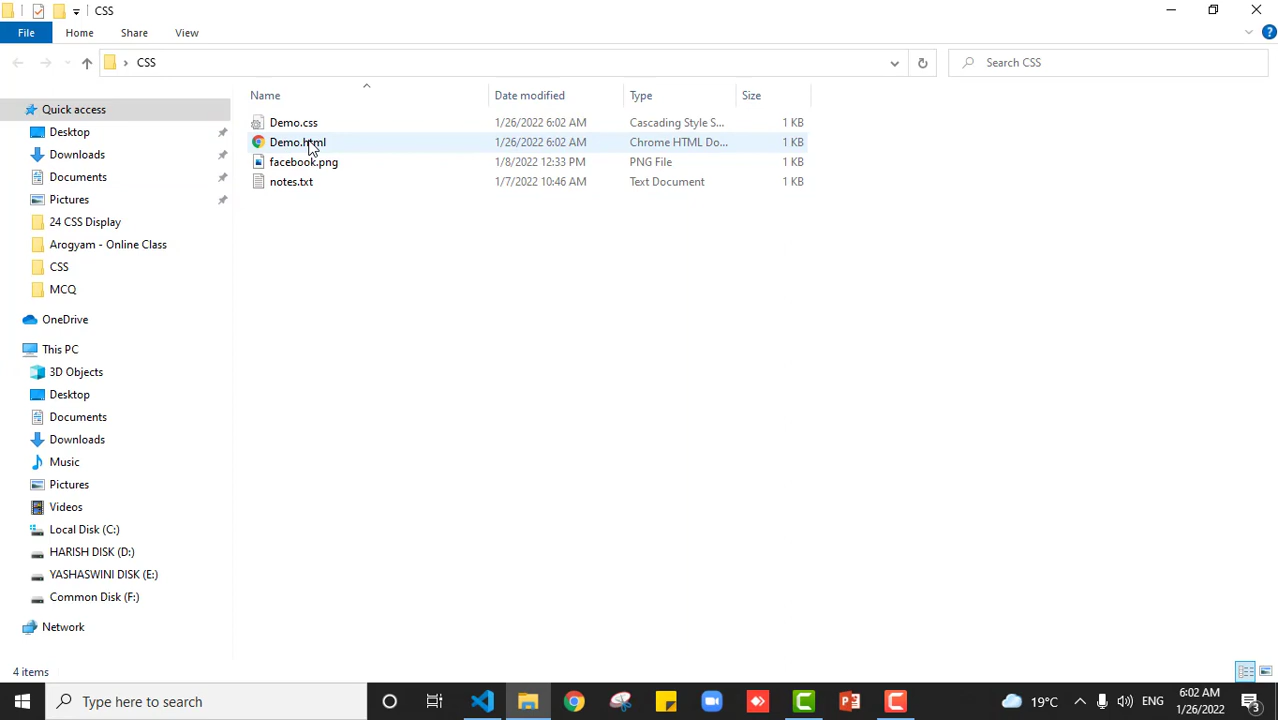 CSS
File Home Share View
CSS Search CSS
Name Date modified Type Size
Quick access
Desktop
Downloads
Documents
Pictures
24 CSS Display
Arogyam - Online Class
CSS
MCQ
OneDrive
This PC
3D Objects
Desktop
Documents
Downloads
Music
Pictures
Videos
Local Disk (C:)
HARISH DISK (D:)
YASHASWINI DISK (E:)
Common Disk (F:)
Network
Demo.css 1/26/2022 6:02 AM Cascading Style S... 1 KB
Demo.html 1/26/2022 6:02 AM Chrome HTML Do... 1 KB
facebook.png 1/8/2022 12:33 PM PNG File 1 KB
notes.txt 1/7/2022 10:46 AM Text Document 1 KB
4 items
Type here to search 19°C ENG 6:02 AM
1/26/2022 3